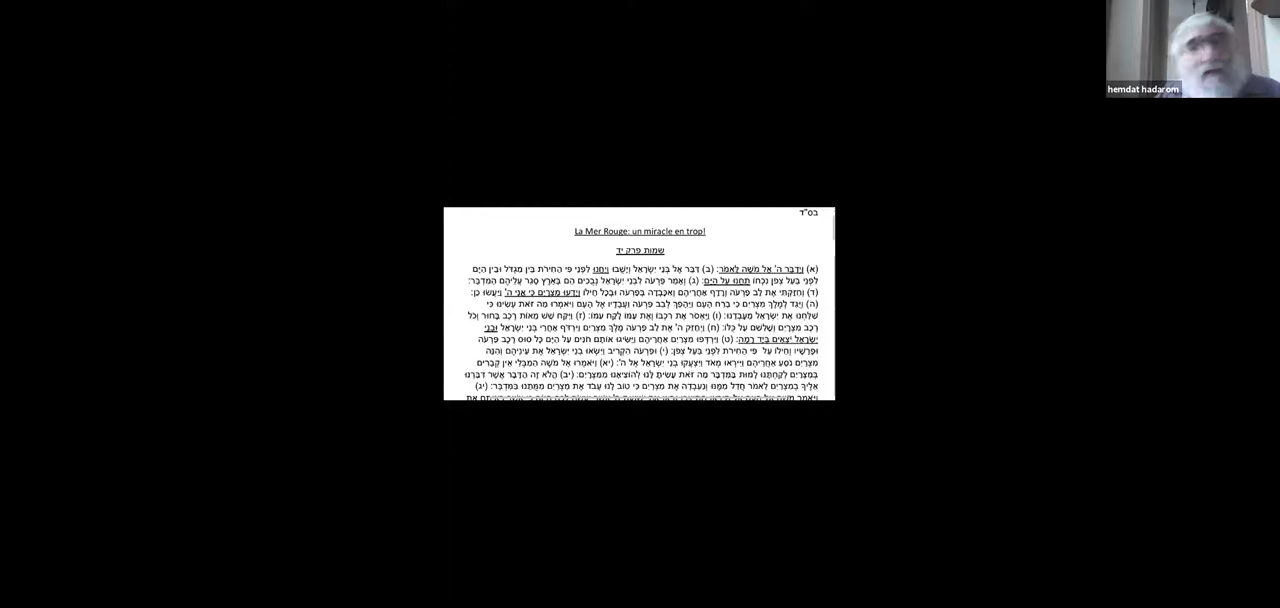 בס"ד
La Mer Rouge: un miracle en trop!
שמות פרק יד
(א) וַיְדַבֵּר ה' אֶל מֹשֶׁה לֵּאמֹר: (ב) דַּבֵּר אֶל בְּנֵי יִשְׂרָאֵל וְיָשֻׁבוּ וְיַחֲנוּ לִפְנֵי פִּי הַחִירֹת בֵּין מִגְדֹּל וּבֵין הַיָּם
לִפְנֵי בַּעַל צְפֹן נִכְחוֹ תַחֲנוּ עַל הַיָּם: (ג) וְאָמַר פַּרְעֹה לִבְנֵי יִשְׂרָאֵל נְבֻכִים הֵם בָּאָרֶץ סָגַר עֲלֵיהֶם הַמִּדְבָּר:
(ד) וְחִזַּקְתִּי אֶת לֵב פַּרְעֹה וְרָדַף אַחֲרֵיהֶם וְאִכָּבְדָה בְּפַרְעֹה וּבְכָל חֵילוֹ וְיָדְעוּ מִצְרַיִם כִּי אֲנִי ה' וַיַּעֲשׂוּ כֵן:
(ה) וַיֻּגַּד לְמֶלֶךְ מִצְרַיִם כִּי בָרַח הָעָם וַיֵּהָפֵךְ לְבַב פַּרְעֹה וַעֲבָדָיו אֶל הָעָם וַיֹּאמְרוּ מַה זֹּאת עָשִׂינוּ כִּי
שִׁלַּחְנוּ אֶת יִשְׂרָאֵל מֵעָבְדֵנוּ: (ו) וַיֶּאְסֹר אֶת רִכְבּוֹ וְאֶת עַמּוֹ לָקַח עִמּוֹ: (ז) וַיִּקַּח שֵׁשׁ מֵאוֹת רֶכֶב בָּחוּר וְכֹל
רֶכֶב מִצְרָיִם וְשָׁלִשִׁם עַל כֻּלּוֹ: (ח) וַיְחַזֵּק ה' אֶת לֵב פַּרְעֹה מֶלֶךְ מִצְרַיִם וַיִּרְדֹּף אַחֲרֵי בְּנֵי יִשְׂרָאֵל וּבְנֵי
יִשְׂרָאֵל יֹצְאִים בְּיָד רָמָה: (ט) וַיִּרְדְּפוּ מִצְרַיִם אַחֲרֵיהֶם וַיַּשִּׂיגוּ אוֹתָם חֹנִים עַל הַיָּם כָּל סוּס רֶכֶב פַּרְעֹה
וּפָרָשָׁיו וְחֵילוֹ עַל פִּי הַחִירֹת לִפְנֵי בַּעַל צְפֹן: (י) וּפַרְעֹה הִקְרִיב וַיִּשְׂאוּ בְנֵי יִשְׂרָאֵל אֶת עֵינֵיהֶם וְהִנֵּה
מִצְרַיִם נֹסֵעַ אַחֲרֵיהֶם וַיִּירְאוּ מְאֹד וַיִּצְעֲקוּ בְנֵי יִשְׂרָאֵל אֶל ה': (יא) וַיֹּאמְרוּ אֶל מֹשֶׁה הֲמִבְּלִי אֵין קְבָרִים
בְּמִצְרַיִם לְקַחְתָּנוּ לָמוּת בַּמִּדְבָּר מַה זֹּאת עָשִׂיתָ לָּנוּ לְהוֹצִיאָנוּ מִמִּצְרָיִם: (יב) הֲלֹא זֶה הַדָּבָר אֲשֶׁר דִּבַּרְנוּ
אֵלֶיךָ בְמִצְרַיִם לֵאמֹר חֲדַל מִמֶּנּוּ וְנַעַבְדָה אֶת מִצְרָיִם כִּי טוֹב לָנוּ עֲבֹד אֶת מִצְרַיִם מִמֻּתֵנוּ בַּמִּדְבָּר: (יג)
hemdat hadarom